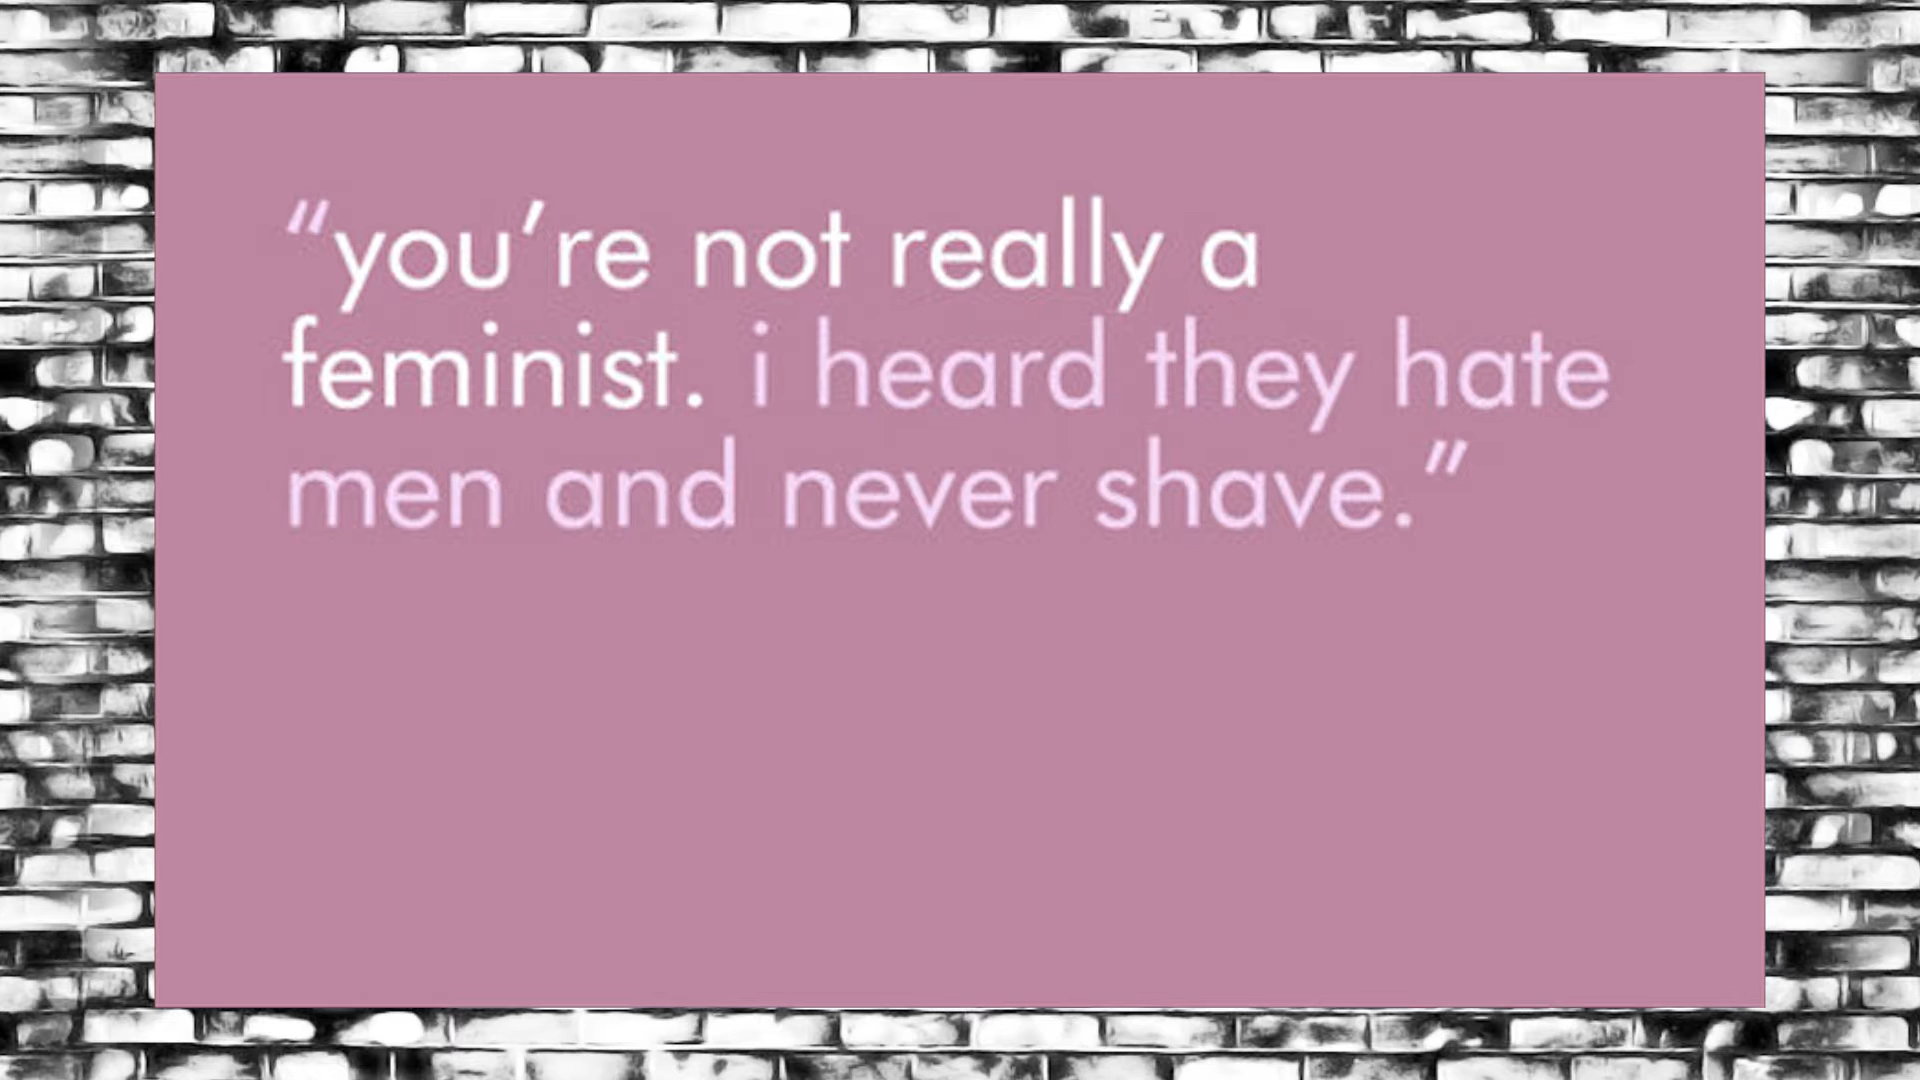 “you’re not really a
feminist. i heard they hate
men and never shave.”